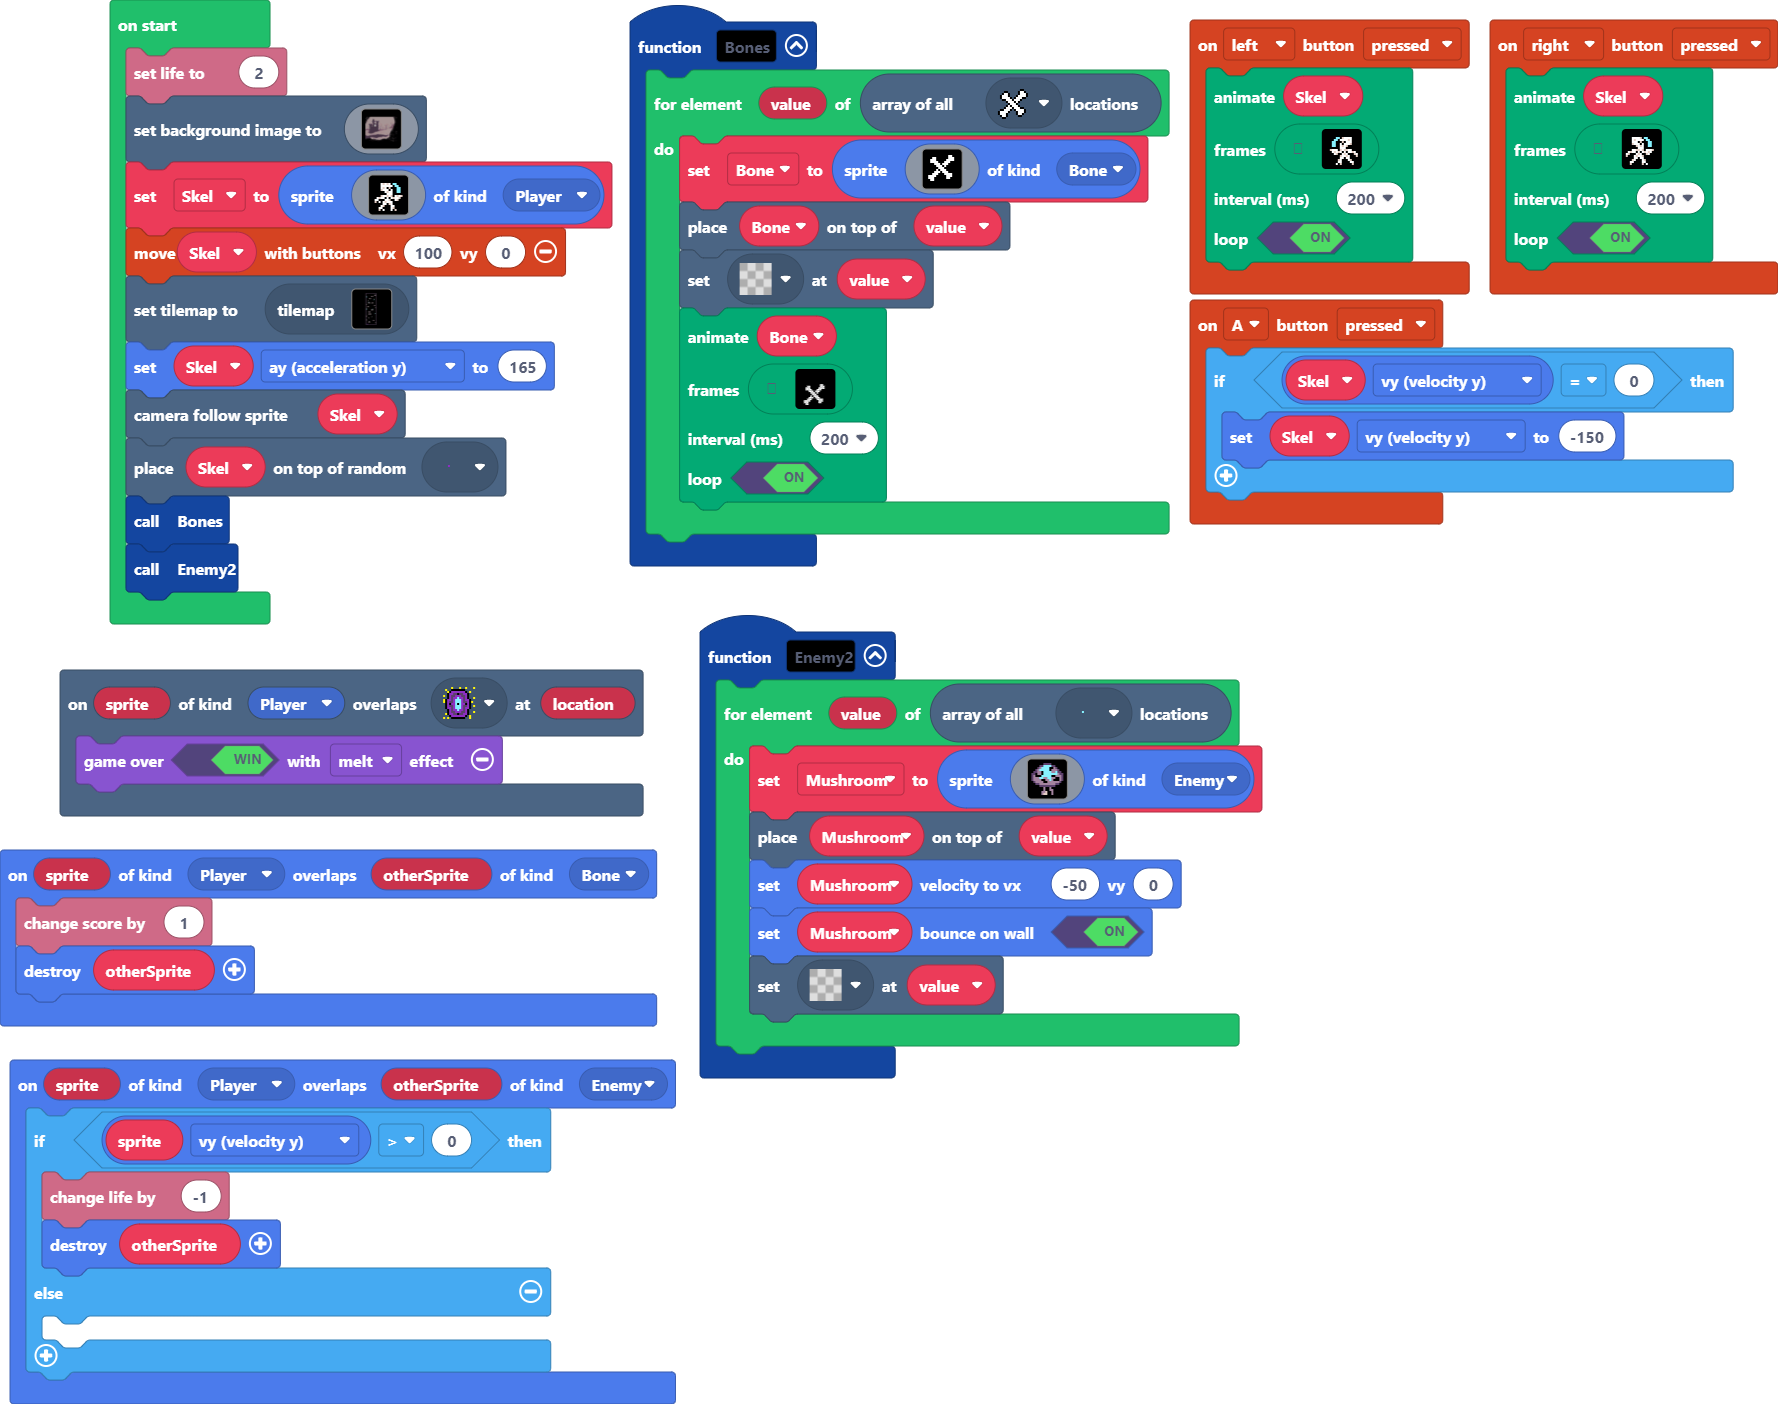 on start
set life to 2
set background image to
set Skel to sprite of kind Player
move Skel with buttons vx 100 vy 0
set tilemap to tilemap
set Skel ay (acceleration y) to 165
camera follow sprite Skel
place Skel on top of random
call Bones
call Enemy2
function Bones
for element value of array of all locations
do
set Bone to sprite of kind Bone
place Bone on top of value
set at value
animate Bone
frames
interval (ms) 200
loop ON
on left button pressed
animate Skel
frames
interval (ms) 200
loop ON
on right button pressed
animate Skel
frames
interval (ms) 200
loop ON
on A button pressed
if Skel vy (velocity y) = 0 then
set Skel vy (velocity y) to -150
on sprite of kind Player overlaps at location
game over WIN with melt effect
on sprite of kind Player overlaps otherSprite of kind Bone
change score by 1
destroy otherSprite
on sprite of kind Player overlaps otherSprite of kind Enemy
if sprite vy (velocity y) > 0 then
change life by -1
destroy otherSprite
else
function Enemy2
for element value of array of all locations
do
set Mushroom to sprite of kind Enemy
place Mushroom on top of value
set Mushroom velocity to vx -50 vy 0
set Mushroom bounce on wall ON
set at value